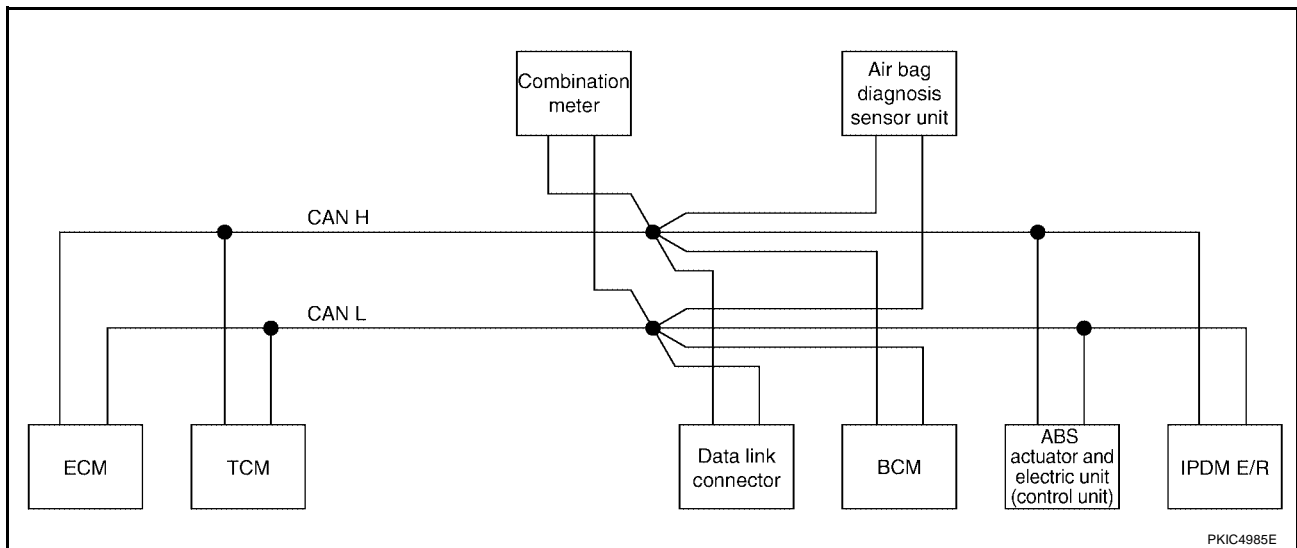 Combination
meter
Air bag
diagnosis
sensor unit
CAN H
CAN L
ECM
TCM
Data link
connector
BCM
ABS
actuator and
electric unit
(control unit)
IPDM E/R
PKIC4985E